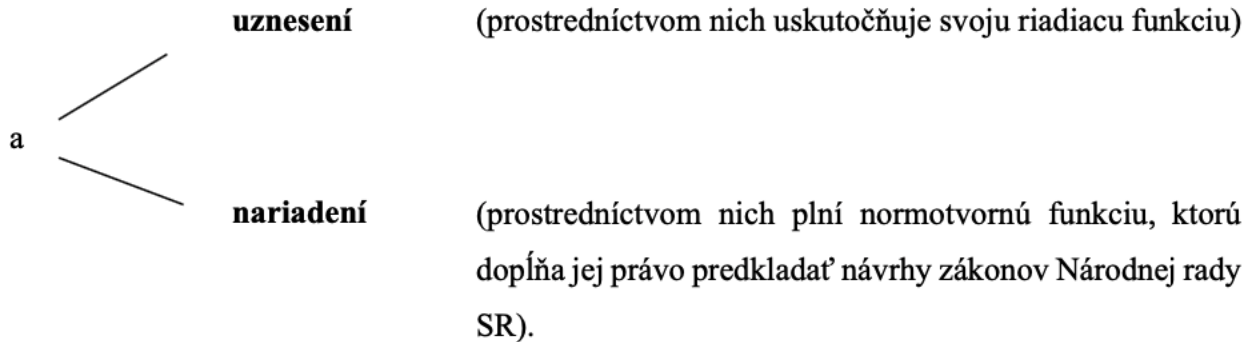 uznesení (prostredníctvom nich uskutočňuje svoju riadiacu funkciu)
a
nariadení (prostredníctvom nich plní normotvornú funkciu, ktorú
dopĺňa jej právo predkladať návrhy zákonov Národnej rady
SR).